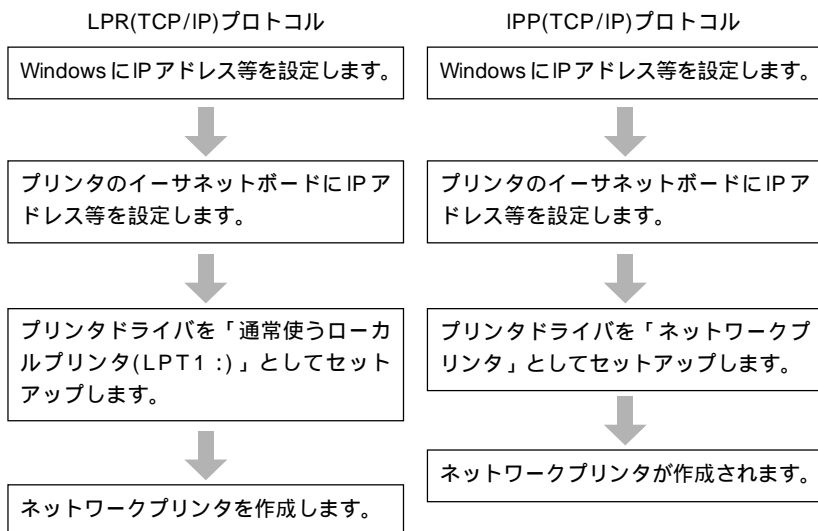 LPR(TCP/IP)プロトコル
WindowsにIPアドレス等を設定します。
プリンタのイーサネットボードにIPア
ドレス等を設定します。
プリンタドライバを「通常使うローカ
ルプリンタ(LPT1:)」としてセット
アップします。
ネットワークプリンタを作成します。
IPP(TCP/IP)プロトコル
WindowsにIPアドレス等を設定します。
プリンタのイーサネットボードにIPア
ドレス等を設定します。
プリンタドライバを「ネットワークプ
リンタ」としてセットアップします。
ネットワークプリンタが作成されます。